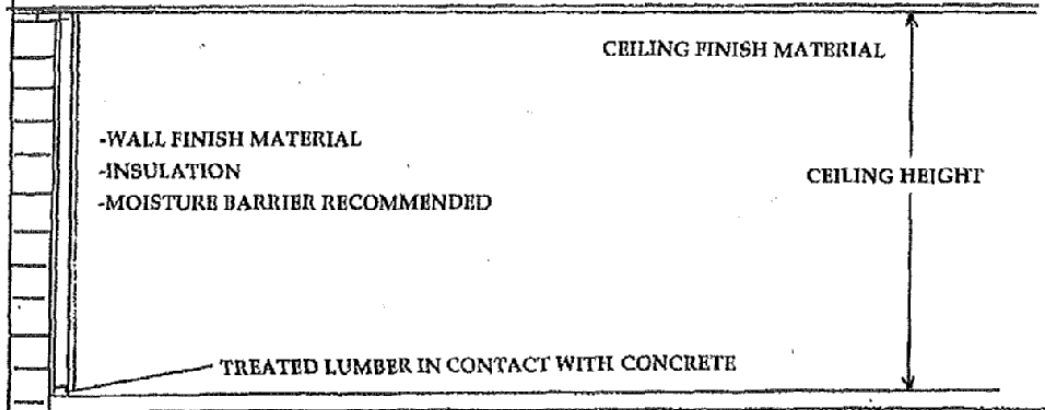 CEILING FINISH MATERIAL
-WALL FINISH MATERIAL
-INSULATION
-MOISTURE BARRIER RECOMMENDED
CEILING HEIGHT
TREATED LUMBER IN CONTACT WITH CONCRETE